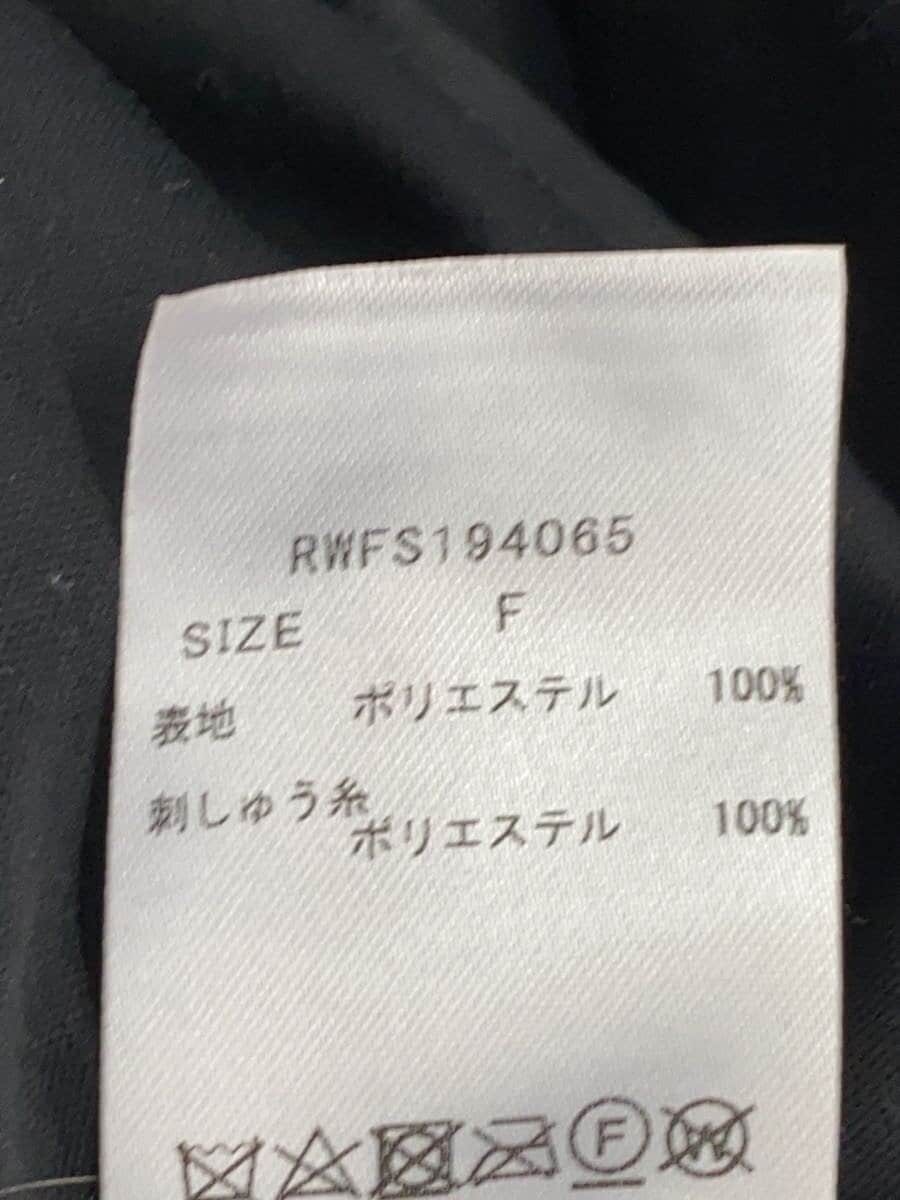 RWFS194065
SIZE F
表地 ポリエステル 100%
刺しゅう糸
ポリエステル 100%
F W